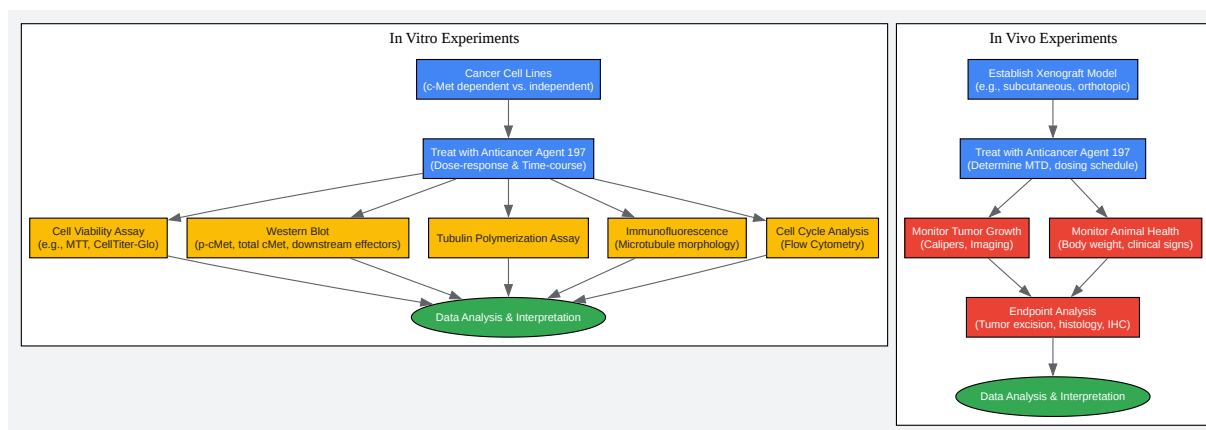 In Vitro Experiments
Cancer Cell Lines
(c-Met dependent vs. independent)
Treat with Anticancer Agent 197
(Dose-response & Time-course)
Cell Viability Assay
(e.g., MTT, CellTiter-Glo)
Western Blot
(p-cMet, total cMet, downstream effectors)
Tubulin Polymerization Assay
Immunofluorescence
(Microtubule morphology)
Cell Cycle Analysis
(Flow Cytometry)
Data Analysis & Interpretation
In Vivo Experiments
Establish Xenograft Model
(e.g., subcutaneous, orthotopic)
Treat with Anticancer Agent 197
(Determine MTD, dosing schedule)
Monitor Tumor Growth
(Calipers, Imaging)
Monitor Animal Health
(Body weight, clinical signs)
Endpoint Analysis
(Tumor excision, histology, IHC)
Data Analysis & Interpretation